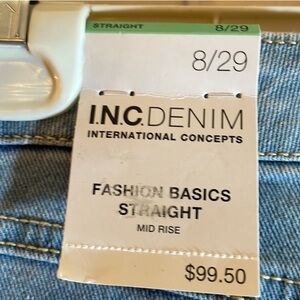 STRAIGHT 8/29
8/29
I.N.C. DENIM
INTERNATIONAL CONCEPTS
FASHION BASICS
STRAIGHT
MID RISE
$99.50